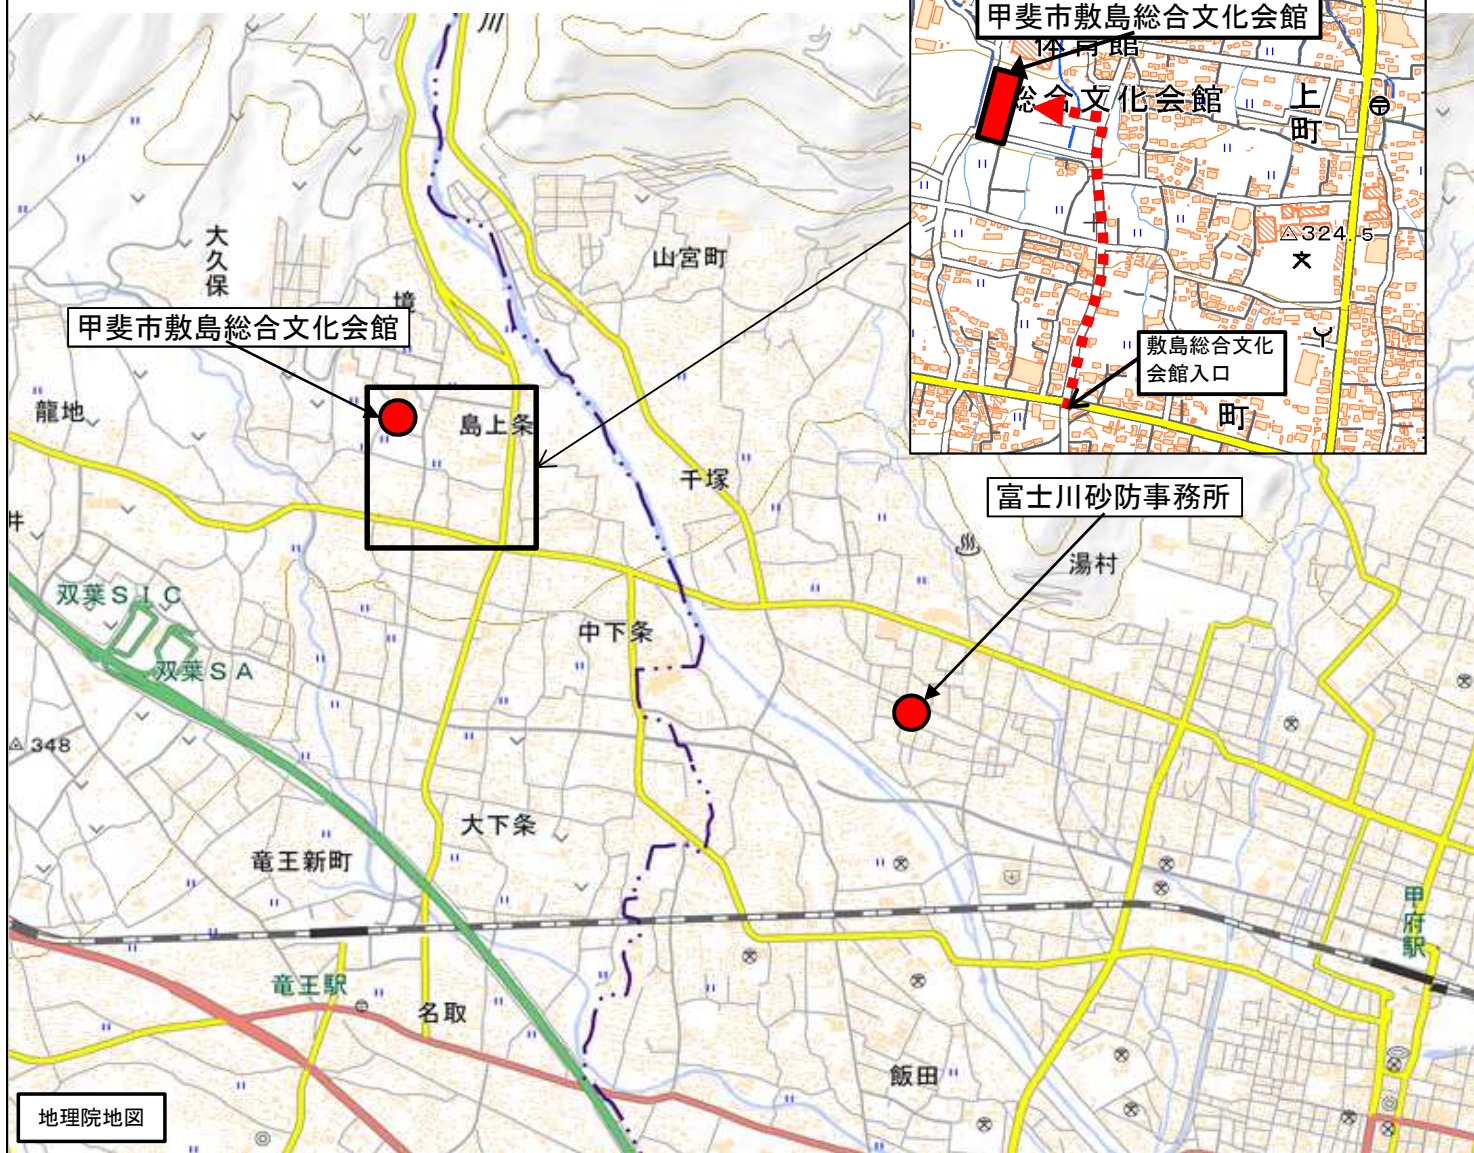 川
甲斐市敷島総合文化会館
体育館
総合文化会館
上町
324.5
敷島総合文化
会館入口
町
大久保
境
山宮町
甲斐市敷島総合文化会館
龍地
島上条
千塚
井
富士川砂防事務所
湯村
双葉SIC
双葉SA
中下条
348
大下条
竜王新町
甲府駅
竜王駅
名取
飯田
地理院地図